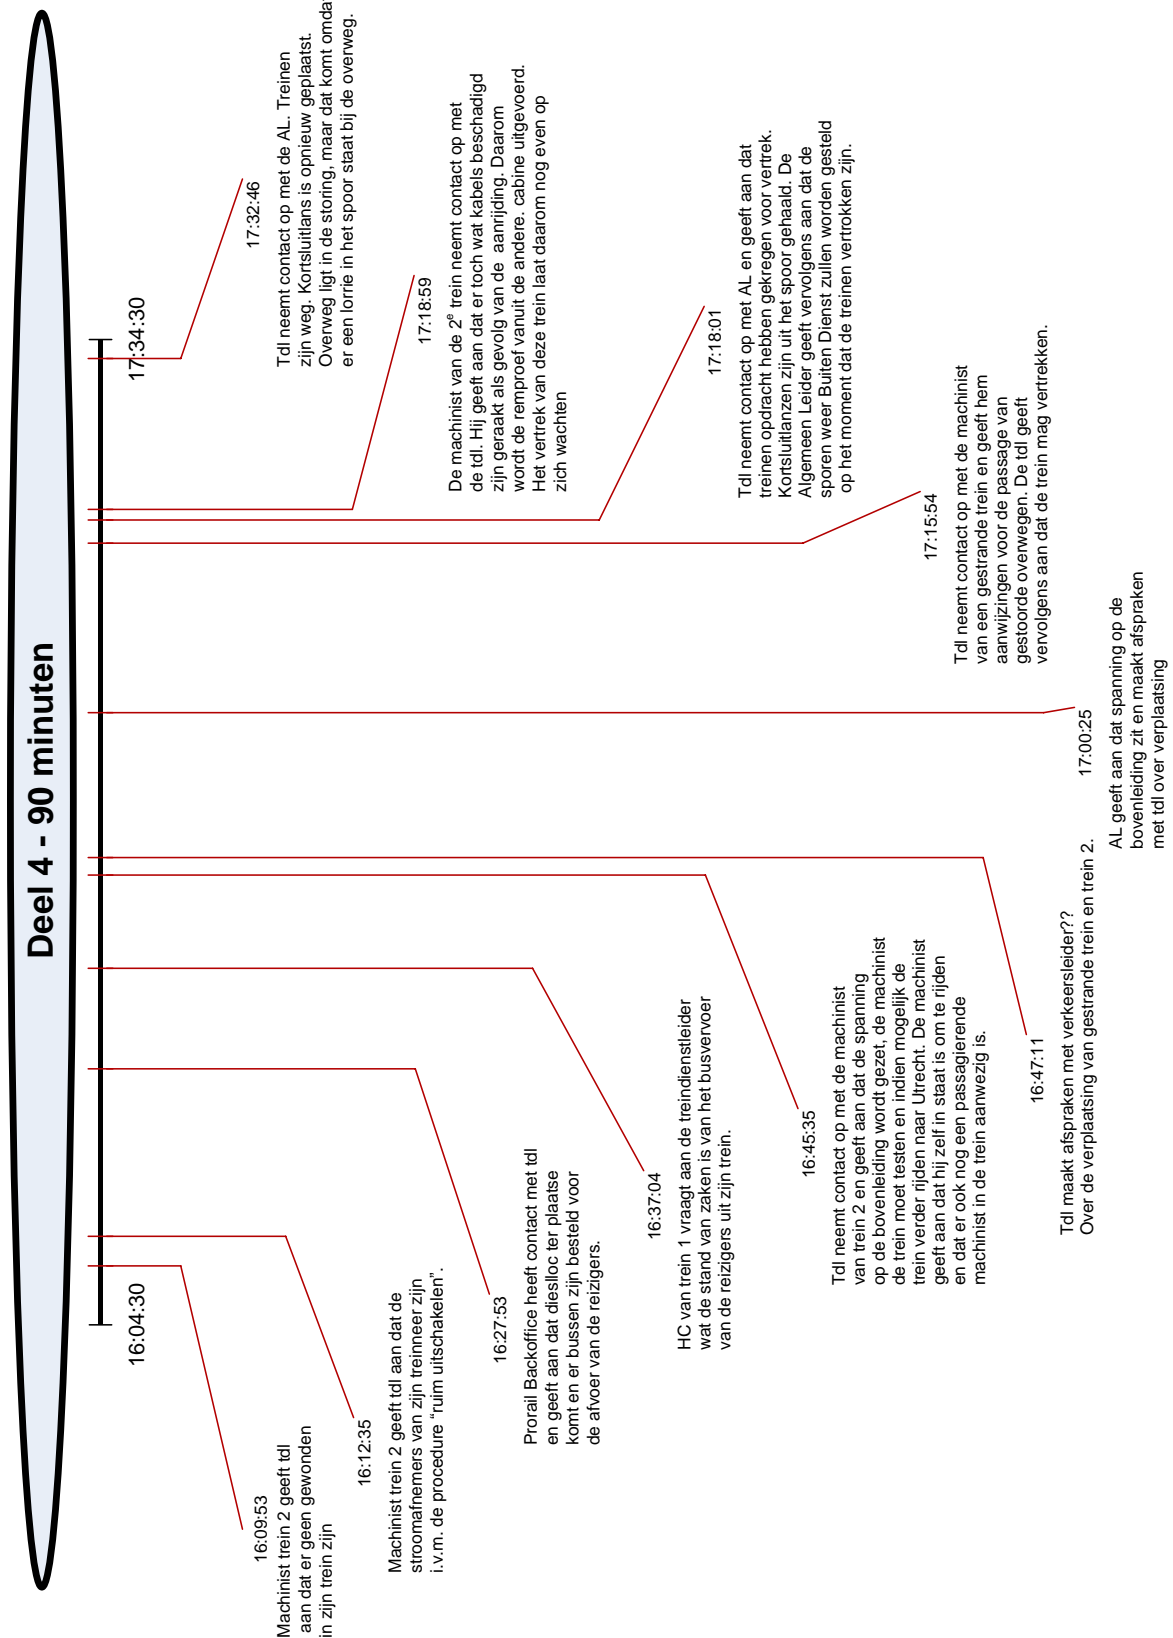 Deel 4 - 90 minuten
16:04:30
17:34:30
16:09:53
Machinist trein 2 geeft tdl
aan dat er geen gewonden
in zijn trein zijn
16:12:35
Machinist trein 2 geeft tdl aan dat de
stroomafnemers van zijn treinneer zijn
i.v.m. de procedure “ruim uitschakelen”.
16:27:53
Prorail Backoffice heeft contact met tdl
en geeft aan dat dieslloc ter plaatse
komt en er bussen zijn besteld voor
de afvoer van de reizigers.
16:37:04
HC van trein 1 vraagt aan de treindienstleider
wat de stand van zaken is van het busvervoer
van de reizigers uit zijn trein.
16:45:35
Tdl neemt contact op met de machinist
van trein 2 en geeft aan dat de spanning
op de bovenleiding wordt gezet, de machinist
de trein moet testen en indien mogelijk de
trein verder rijden naar Utrecht. De machinist
geeft aan dat hij zelf in staat is om te rijden
en dat er ook nog een passagierende
machinist in de trein aanwezig is.
16:47:11
Tdl maakt afspraken met verkeersleider??
Over de verplaatsing van gestrande trein en trein 2.
17:00:25
AL geeft aan dat spanning op de
bovenleiding zit en maakt afspraken
met tdl over verplaatsing
17:15:54
Tdl neemt contact op met de machinist
van een gestrande trein en geeft hem
aanwijzingen voor de passage van
gestoorde overwegen. De tdl geeft
vervolgens aan dat de trein mag vertrekken.
17:18:01
Tdl neemt contact op met AL en geeft aan dat
treinen opdracht hebben gekregen voor vertrek.
Kortsluitlanzen zijn uit het spoor gehaald. De
Algemeen Leider geeft vervolgens aan dat de
sporen weer Buiten Dienst zullen worden gesteld
op het moment dat de treinen vertrokken zijn.
17:18:59
De machinist van de 2e trein neemt contact op met
de tdl. Hij geeft aan dat er toch wat kabels beschadigd
zijn geraakt als gevolg van de aanrijding. Daarom
wordt de remproef vanuit de andere. cabine uitgevoerd.
Het vertrek van deze trein laat daarom nog even op
zich wachten
17:32:46
Tdl neemt contact op met de AL. Treinen
zijn weg. Kortsluitlans is opnieuw geplaatst.
Overweg ligt in de storing, maar dat komt omda
er een lorrie in het spoor staat bij de overweg.